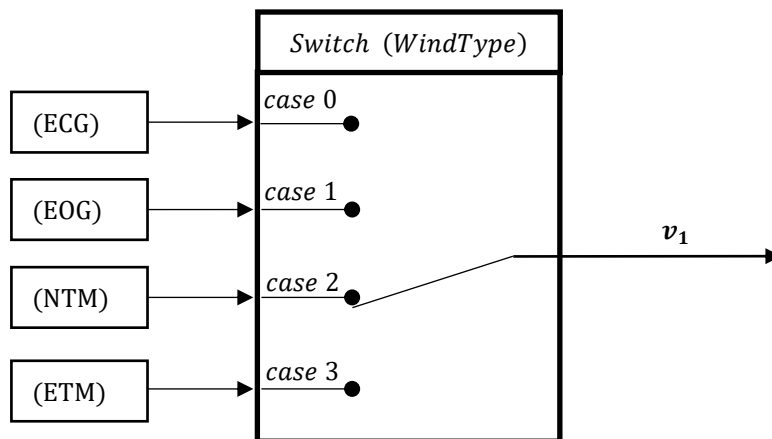 Switch (WindType)
case 0
(ECG)
case 1
(EOG)
v₁
case 2
(NTM)
case 3
(ETM)